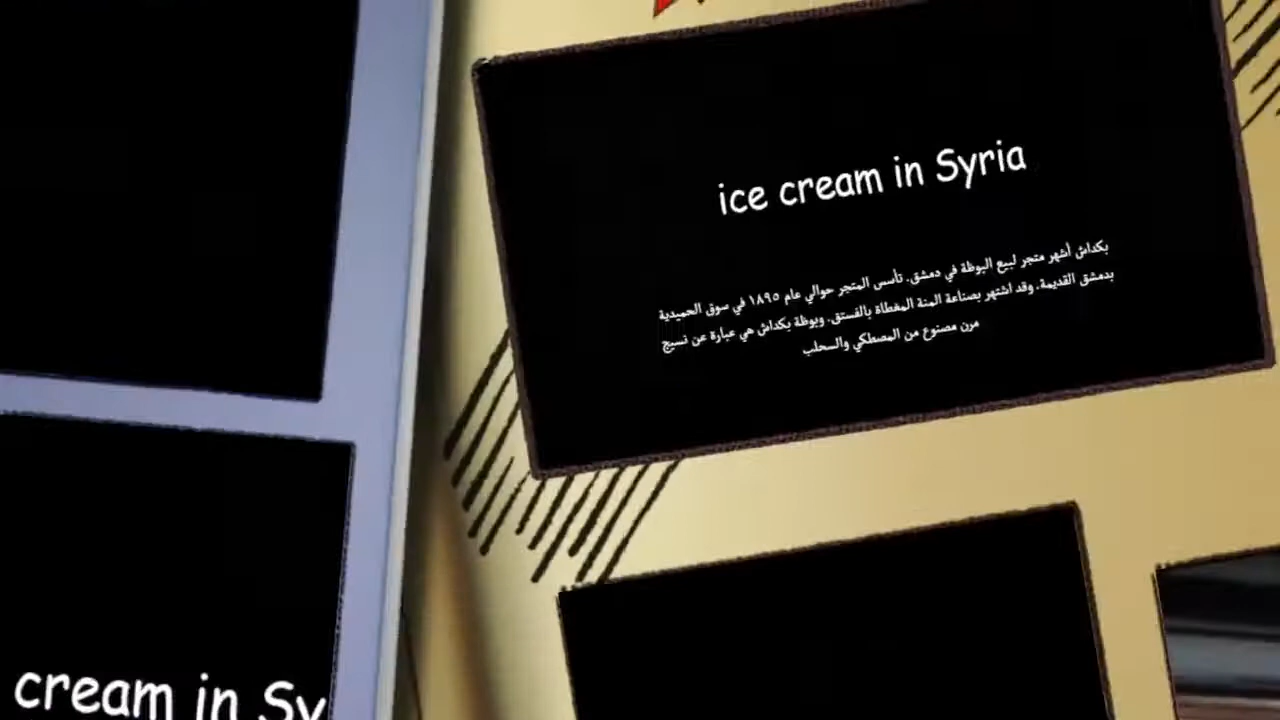 ice cream in Syria
بكداش أشهر متجر لبيع البوظة في دمشق. تأسس المتجر حوالي عام ١٨٩٥ في سوق الحميدية
بدمشق القديمة. وقد اشتهر بصناعة المنة المغطاة بالفستق. وبوظة بكداش هي عبارة عن نسيج
مرن مصنوع من المصطكي والسحلب
cream in Sy